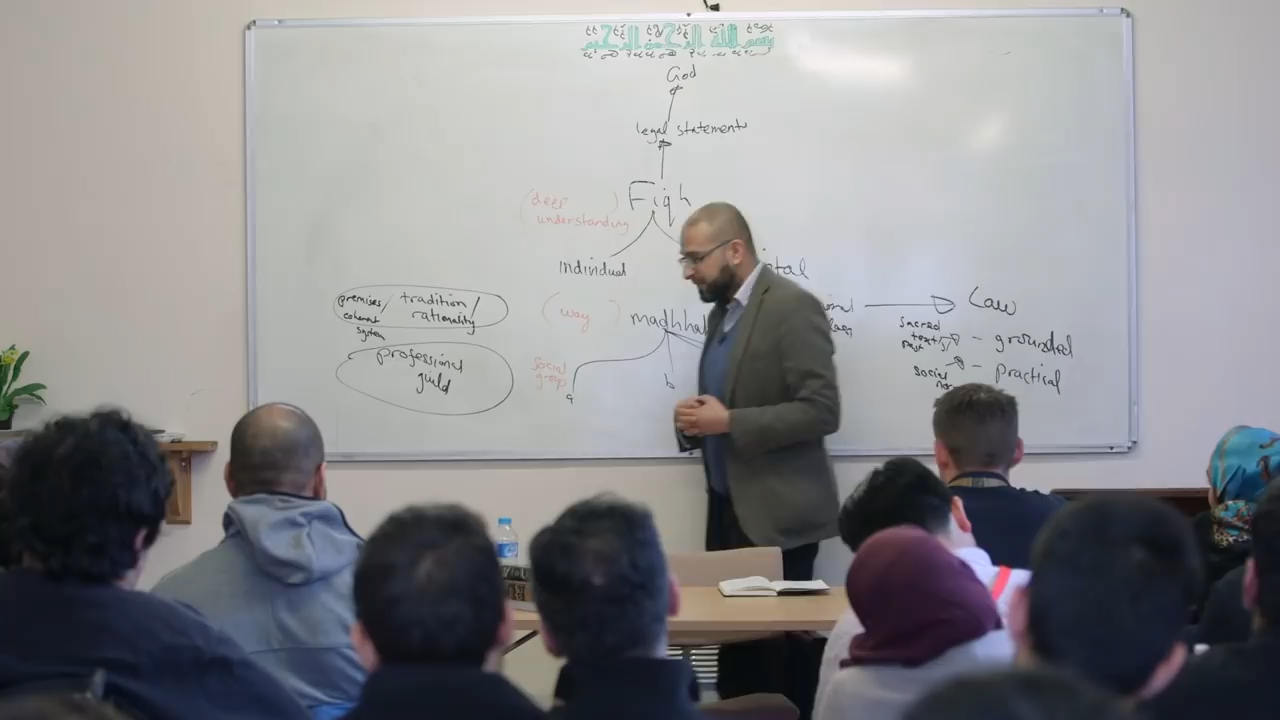 بسم الله الرحمن الرحيم
God
legal statements
Fiqh
(deep understanding)
Individual
(way)
madhhab
premises/ tradition/
coherent rationality
system
professional
guild
social
group
a
b
Law
sacred
text/
- grounded
social
- practical